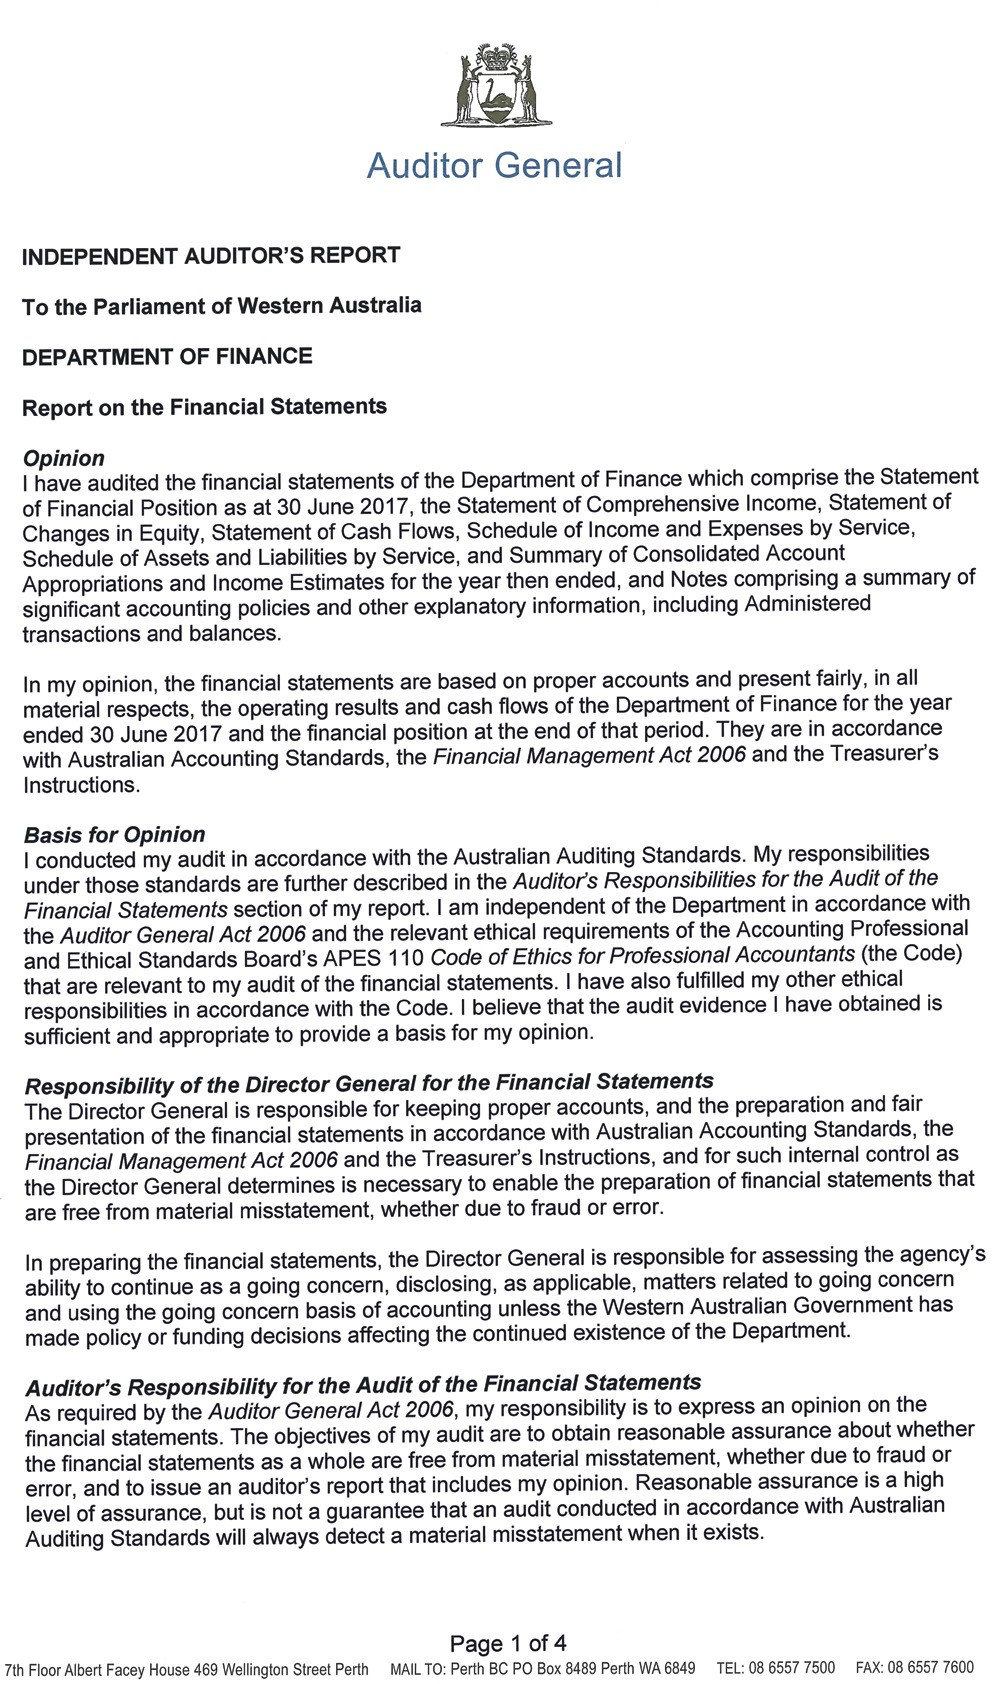 Auditor General
INDEPENDENT AUDITOR'S REPORT
To the Parliament of Western Australia
DEPARTMENT OF FINANCE
Report on the Financial Statements
Opinion
I have audited the financial statements of the Department of Finance which comprise the Statement
of Financial Position as at 30 June 2017, the Statement of Comprehensive Income, Statement of
Changes in Equity, Statement of Cash Flows, Schedule of Income and Expenses by Service,
Schedule of Assets and Liabilities by Service, and Summary of Consolidated Account
Appropriations and Income Estimates for the year then ended, and Notes comprising a summary of
significant accounting policies and other explanatory information, including Administered
transactions and balances.
In my opinion, the financial statements are based on proper accounts and present fairly, in all
material respects, the operating results and cash flows of the Department of Finance for the year
ended 30 June 2017 and the financial position at the end of that period. They are in accordance
with Australian Accounting Standards, the Financial Management Act 2006 and the Treasurer's
Instructions.
Basis for Opinion
I conducted my audit in accordance with the Australian Auditing Standards. My responsibilities
under those standards are further described in the Auditor's Responsibilities for the Audit of the
Financial Statements section of my report. I am independent of the Department in accordance with
the Auditor General Act 2006 and the relevant ethical requirements of the Accounting Professional
and Ethical Standards Board's APES 110 Code of Ethics for Professional Accountants (the Code)
that are relevant to my audit of the financial statements. I have also fulfilled my other ethical
responsibilities in accordance with the Code. I believe that the audit evidence I have obtained is
sufficient and appropriate to provide a basis for my opinion.
Responsibility of the Director General for the Financial Statements
The Director General is responsible for keeping proper accounts, and the preparation and fair
presentation of the financial statements in accordance with Australian Accounting Standards, the
Financial Management Act 2006 and the Treasurer's Instructions, and for such internal control as
the Director General determines is necessary to enable the preparation of financial statements that
are free from material misstatement, whether due to fraud or error.
In preparing the financial statements, the Director General is responsible for assessing the agency's
ability to continue as a going concern, disclosing, as applicable, matters related to going concern
and using the going concern basis of accounting unless the Western Australian Government has
made policy or funding decisions affecting the continued existence of the Department.
Auditor's Responsibility for the Audit of the Financial Statements
As required by the Auditor General Act 2006, my responsibility is to express an opinion on the
financial statements. The objectives of my audit are to obtain reasonable assurance about whether
the financial statements as a whole are free from material misstatement, whether due to fraud or
error, and to issue an auditor's report that includes my opinion. Reasonable assurance is a high
level of assurance, but is not a guarantee that an audit conducted in accordance with Australian
Auditing Standards will always detect a material misstatement when it exists.
Page 1 of 4
7th Floor Albert Facey House 469 Wellington Street Perth MAIL TO: Perth BC PO Box 8489 Perth WA 6849 TEL: 08 6557 7500 FAX: 08 6557 7600